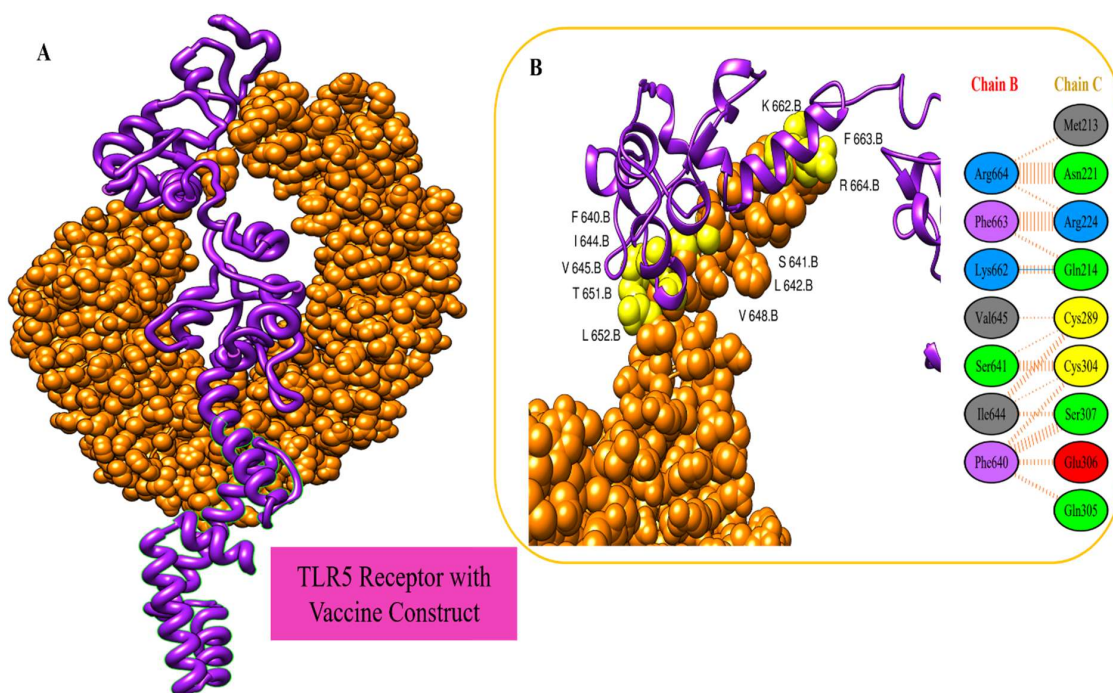 A
TLR5 Receptor with
Vaccine Construct
B
K 662.B
F 663.B
R 664.B
F 640.B
I 644.B
V 645.B
T 651.B
L 652.B
S 641.B
L 642.B
V 648.B
Chain B Chain C
Met213
Arg664 Asn221
Phe663 Arg224
Lys662 Gln214
Val645 Cys289
Ser641 Cys304
Ile644 Ser307
Phe640 Glu306
Gln305